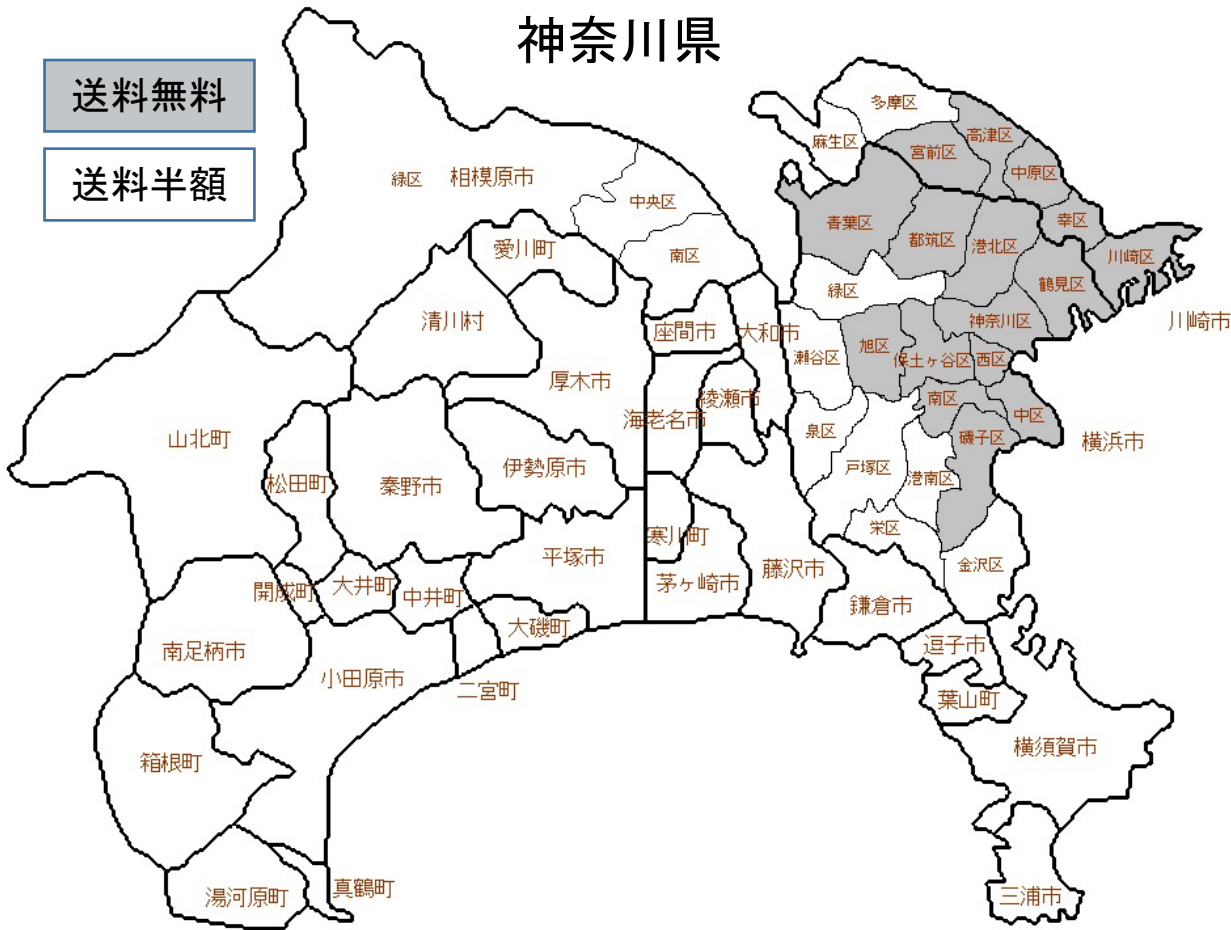 神奈川県
送料無料
送料半額
多摩区
麻生区
高津区
宮前区
中原区
緑区
相模原市
中央区
青葉区
都筑区
港北区
幸区
川崎区
愛川町
南区
緑区
鶴見区
清川村
座間市
大和市
神奈川区
川崎市
瀬谷区
旭区
保土ヶ谷区
西区
厚木市
海老名市
綾瀬市
南区
中区
山北町
泉区
磯子区
横浜市
伊勢原市
戸塚区
港南区
松田町
秦野市
寒川町
栄区
平塚市
藤沢市
金沢区
開成町
大井町
中井町
茅ヶ崎市
鎌倉市
大磯町
南足柄市
小田原市
逗子市
二宮町
葉山町
箱根町
横須賀市
湯河原町
真鶴町
三浦市